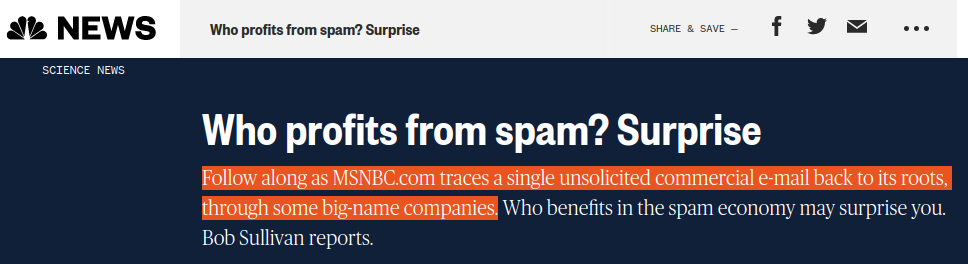 NEWS
Who profits from spam? Surprise
SHARE & SAVE —
SCIENCE NEWS
Who profits from spam? Surprise
Follow along as MSNBC.com traces a single unsolicited commercial e-mail back to its roots,
through some big-name companies. Who benefits in the spam economy may surprise you.
Bob Sullivan reports.